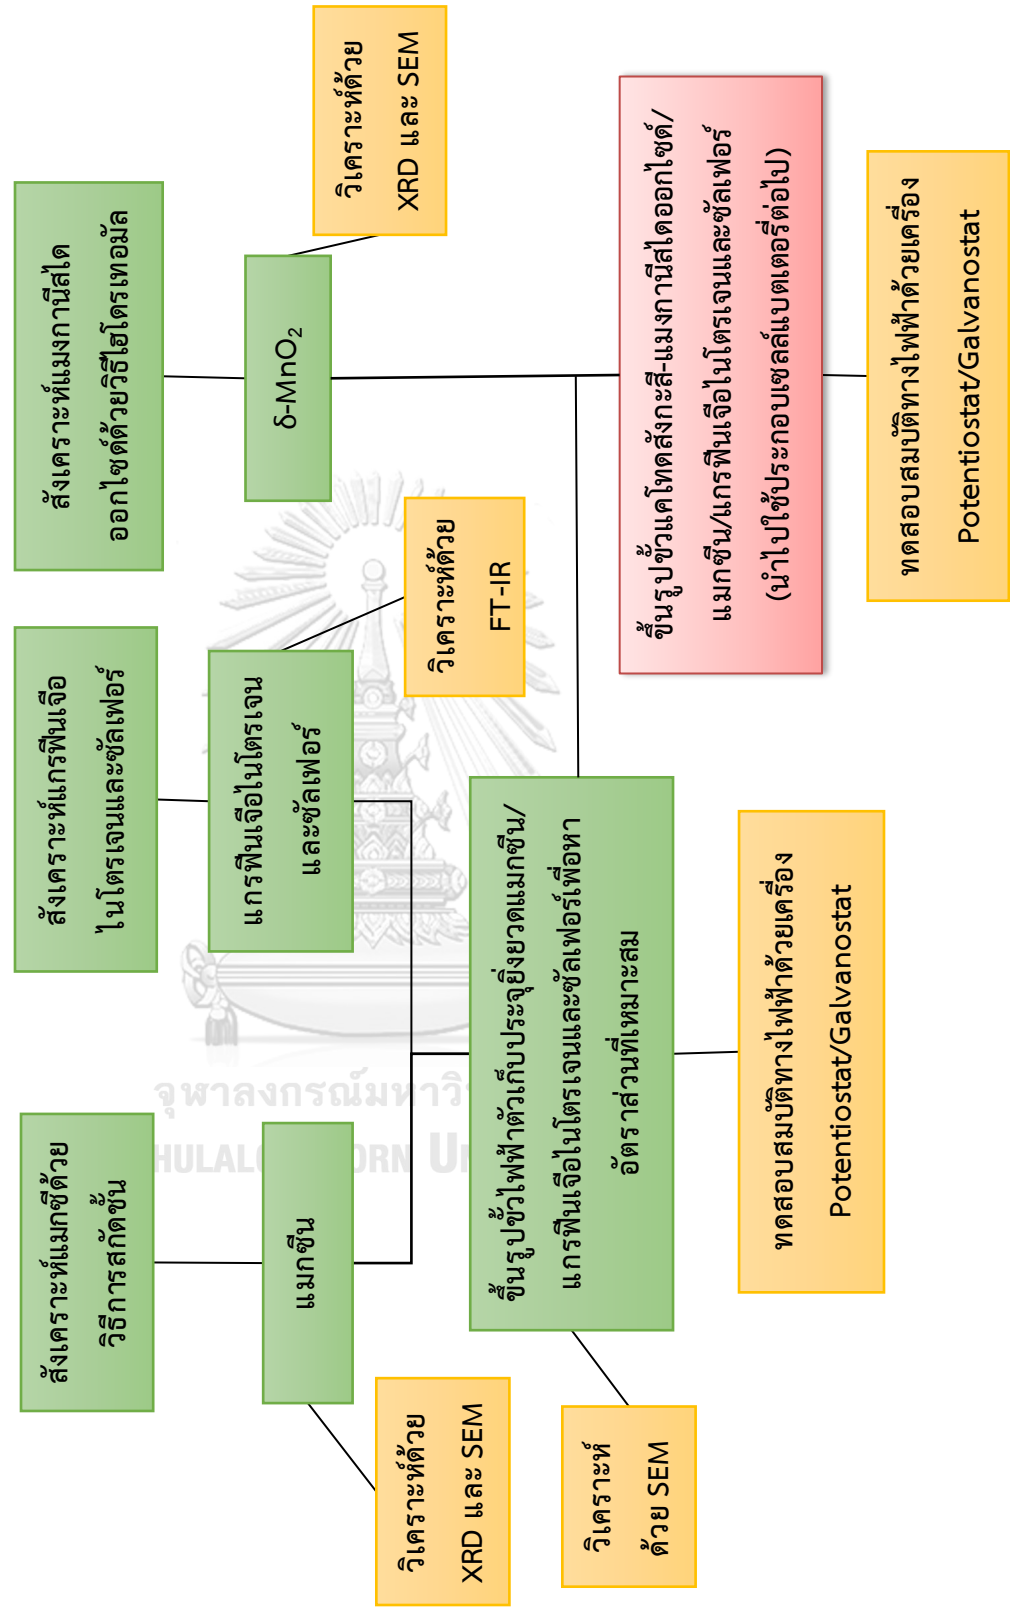 สังเคราะห์แมกซีด้วย
วิธีการสกัดชั้น
สังเคราะห์แกรฟีนเจือ
ไนโตรเจนและซัลเฟอร์
สังเคราะห์แมงกานีสได
ออกไซด์ด้วยวิธีไฮโดรเทอมัล
แมกซีน
แกรฟีนเจือไนโตรเจน
และซัลเฟอร์
δ-MnO₂
วิเคราะห์ด้วย
XRD และ SEM
วิเคราะห์ด้วย
FT-IR
วิเคราะห์ด้วย
XRD และ SEM
ขึ้นรูปขั้วไฟฟ้าตัวเก็บประจุยิ่งยวดแมกซีน/
แกรฟีนเจือไนโตรเจนและซัลเฟอร์เพื่อหา
อัตราส่วนที่เหมาะสม
วิเคราะห์
ด้วย SEM
ทดสอบสมบัติทางไฟฟ้าด้วยเครื่อง
Potentiostat/Galvanostat
ขึ้นรูปขั้วแคโทดสังกะสี-แมงกานีสไดออกไซด์/
แมกซีน/แกรฟีนเจือไนโตรเจนและซัลเฟอร์
(นำไปใช้ประกอบเซลล์แบตเตอรี่ต่อไป)
ทดสอบสมบัติทางไฟฟ้าด้วยเครื่อง
Potentiostat/Galvanostat
จุฬาลงกรณ์มหาวิ